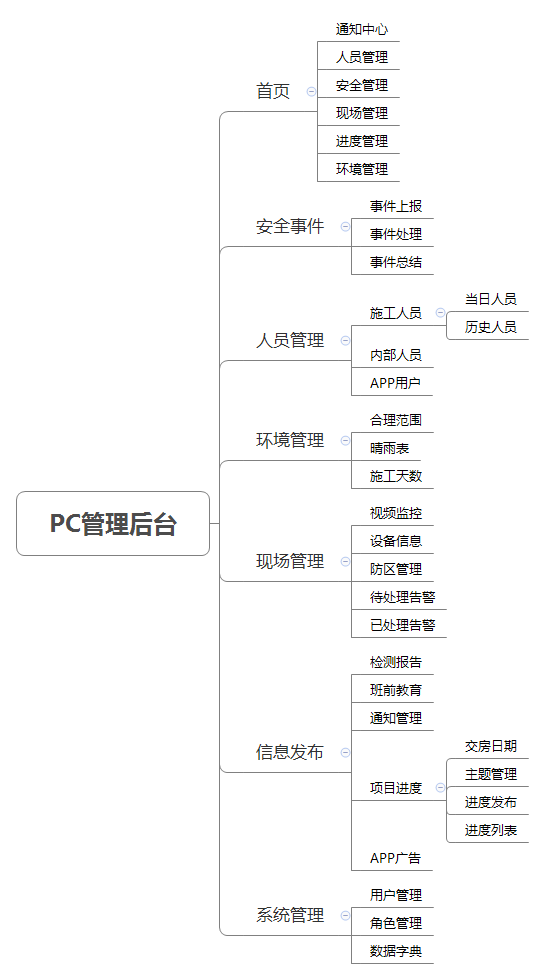 PC管理后台
首页
通知中心
人员管理
安全管理
现场管理
进度管理
环境管理
安全事件
事件上报
事件处理
事件总结
人员管理
施工人员
当日人员
历史人员
内部人员
APP用户
环境管理
合理范围
晴雨表
施工天数
现场管理
视频监控
设备信息
防区管理
待处理告警
已处理告警
信息发布
检测报告
班前教育
通知管理
项目进度
交房日期
主题管理
进度发布
进度列表
APP广告
系统管理
用户管理
角色管理
数据字典